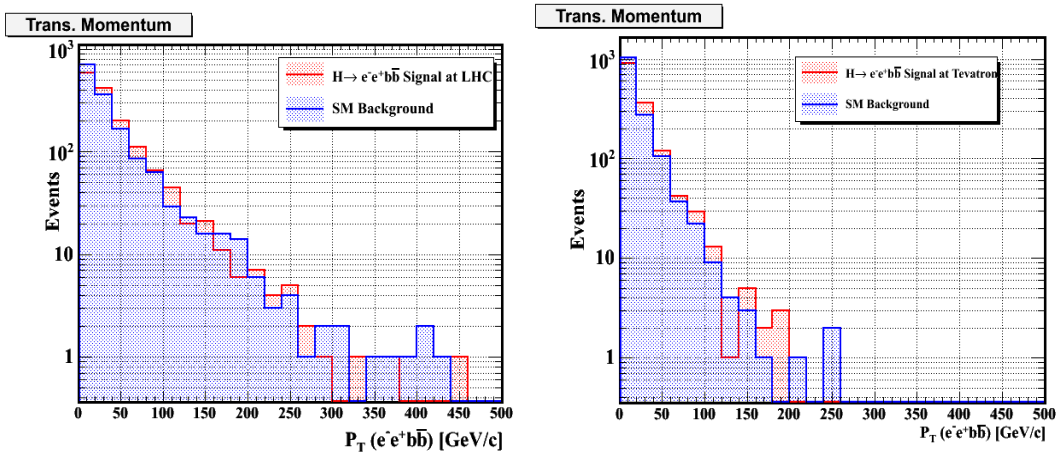 Trans. Momentum
Events
10³
10²
10
1
H→ e⁻e⁺bb̅ Signal at LHC
SM Background
0 50 100 150 200 250 300 350 400 450 500
P_T (e⁻e⁺bb̅) [GeV/c]
Trans. Momentum
Events
10³
10²
10
1
H→ e⁻e⁺bb̅ Signal at Tevatron
SM Background
0 50 100 150 200 250 300 350 400 450 500
P_T (e⁻e⁺bb̅) [GeV/c]